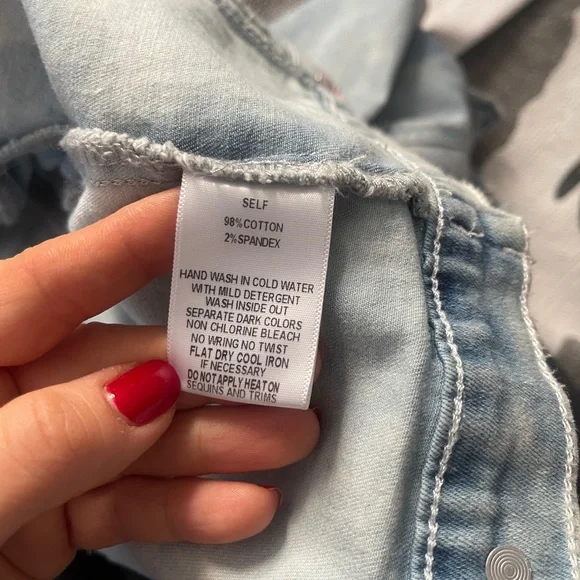 SELF
98%COTTON
2%SPANDEX
HAND WASH IN COLD WATER
WITH MILD DETERGENT
WASH INSIDE OUT
SEPARATE DARK COLORS
NON CHLORINE BLEACH
NO WRING NO TWIST
FLAT DRY COOL IRON
IF NECESSARY
DO NOT APPLY HEAT ON
SEQUINS AND TRIMS